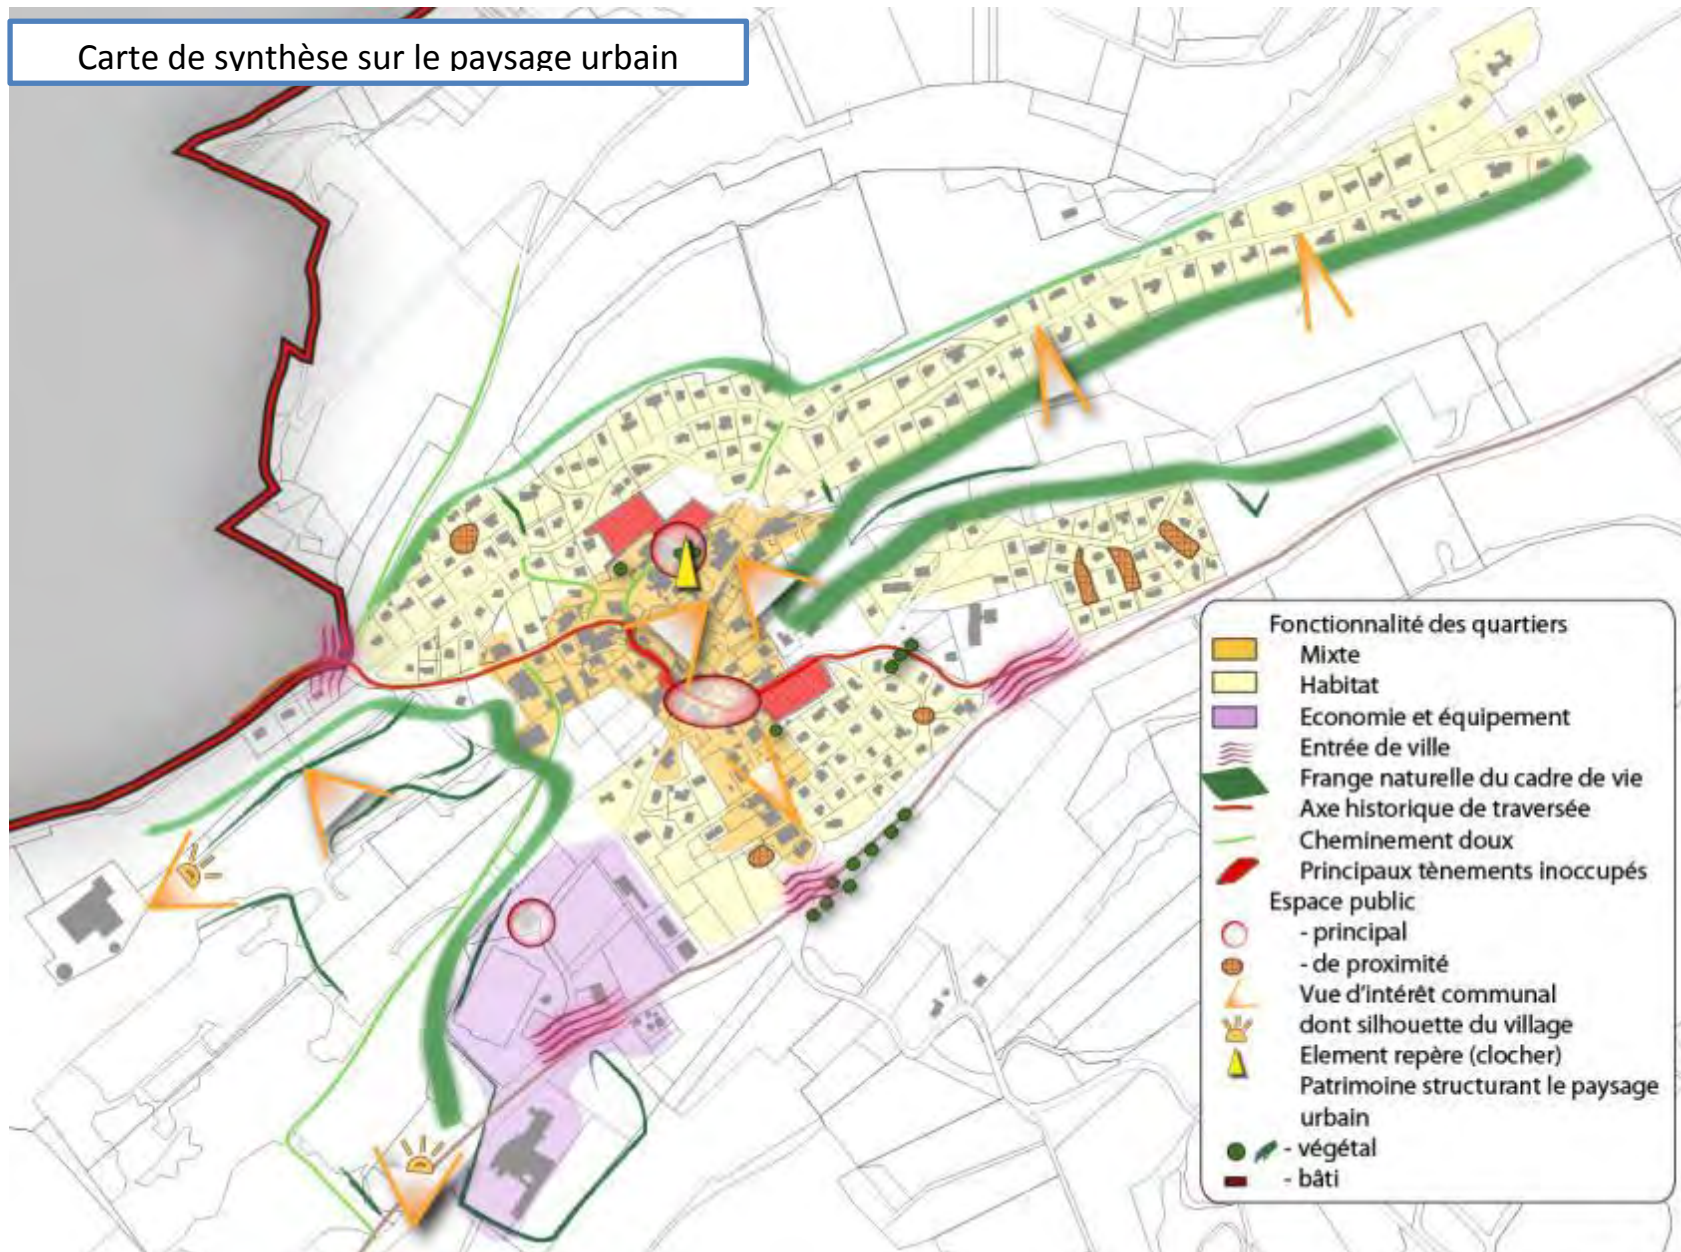 Carte de synthèse sur le paysage urbain
Fonctionnalité des quartiers
Mixte
Habitat
Economie et équipement
Entrée de ville
Frange naturelle du cadre de vie
Axe historique de traversée
Cheminement doux
Principaux tènements inoccupés
Espace public
- principal
- de proximité
Vue d'intérêt communal
dont silhouette du village
Element repère (clocher)
Patrimoine structurant le paysage
urbain
- végétal
- bâti